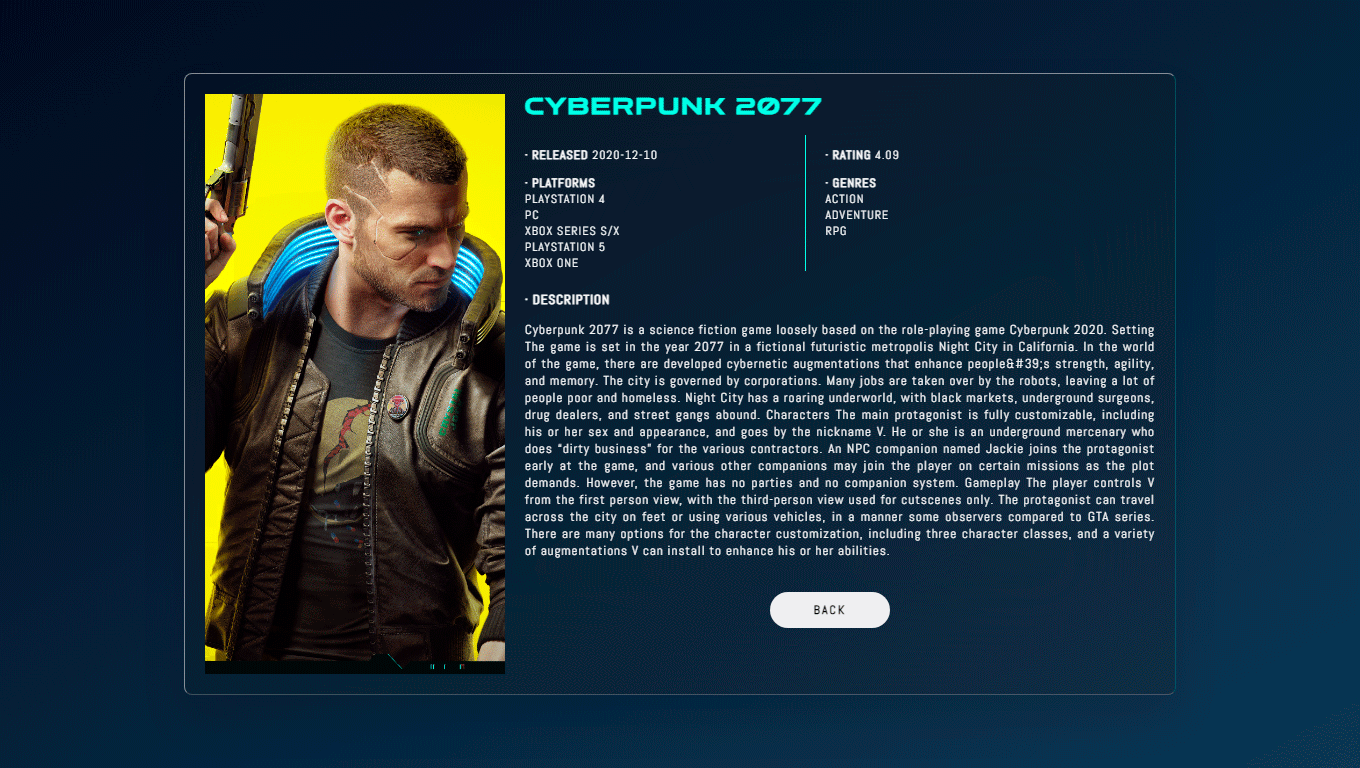 CYBERPUNK 2077
· RELEASED 2020-12-10
· PLATFORMS
PLAYSTATION 4
PC
XBOX SERIES S/X
PLAYSTATION 5
XBOX ONE
· RATING 4.09
· GENRES
ACTION
ADVENTURE
RPG
· DESCRIPTION
Cyberpunk 2077 is a science fiction game loosely based on the role-playing game Cyberpunk 2020. Setting
The game is set in the year 2077 in a fictional futuristic metropolis Night City in California. In the world
of the game, there are developed cybernetic augmentations that enhance people&#39;s strength, agility,
and memory. The city is governed by corporations. Many jobs are taken over by the robots, leaving a lot of
people poor and homeless. Night City has a roaring underworld, with black markets, underground surgeons,
drug dealers, and street gangs abound. Characters The main protagonist is fully customizable, including
his or her sex and appearance, and goes by the nickname V. He or she is an underground mercenary who
does “dirty business” for the various contractors. An NPC companion named Jackie joins the protagonist
early at the game, and various other companions may join the player on certain missions as the plot
demands. However, the game has no parties and no companion system. Gameplay The player controls V
from the first person view, with the third-person view used for cutscenes only. The protagonist can travel
across the city on feet or using various vehicles, in a manner some observers compared to GTA series.
There are many options for the character customization, including three character classes, and a variety
of augmentations V can install to enhance his or her abilities.
BACK